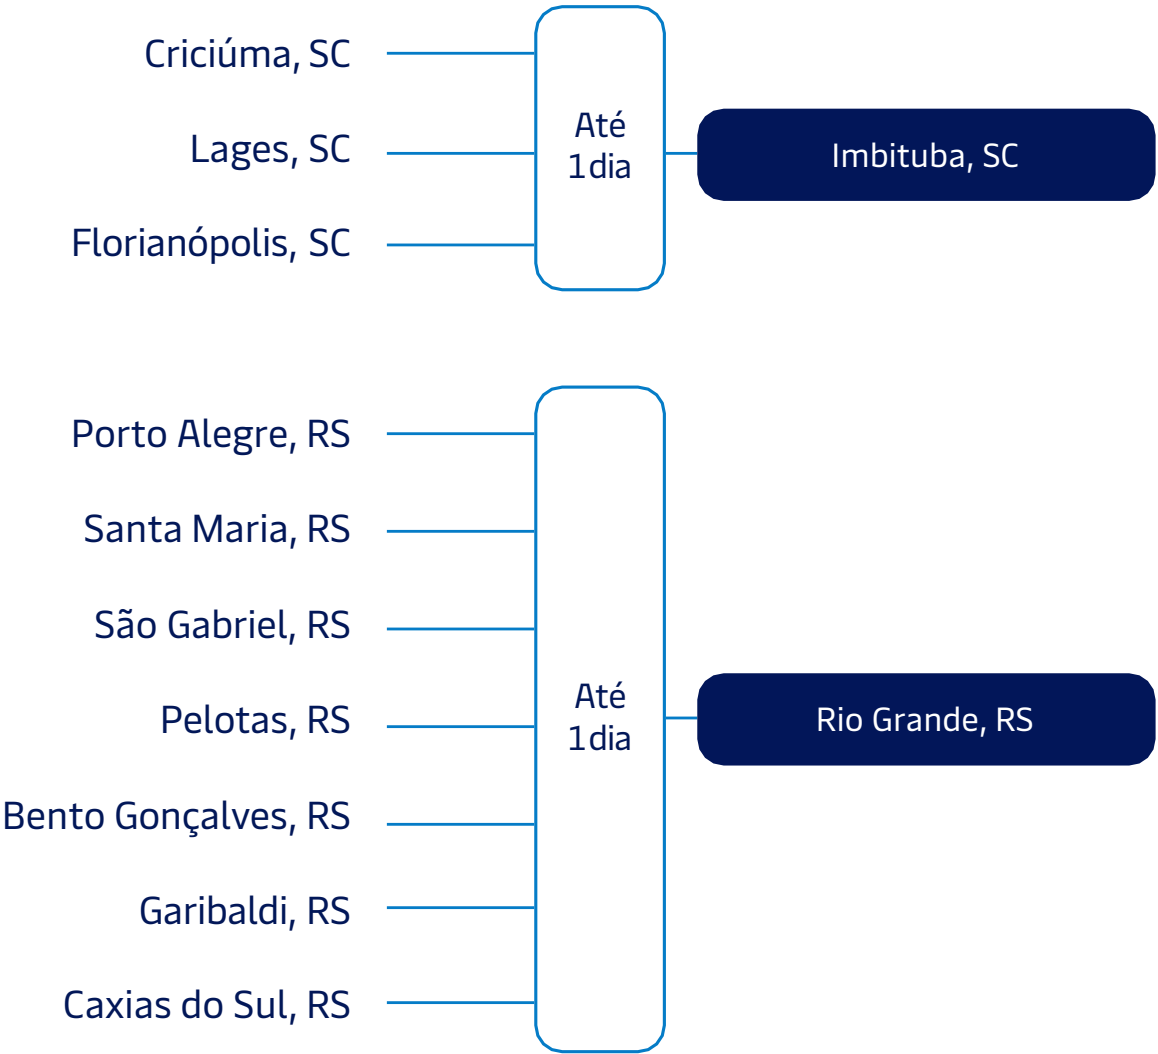 Criciúma, SC
Lages, SC
Florianópolis, SC
Até
1dia
Imbituba, SC
Porto Alegre, RS
Santa Maria, RS
São Gabriel, RS
Pelotas, RS
Bento Gonçalves, RS
Garibaldi, RS
Caxias do Sul, RS
Até
1dia
Rio Grande, RS